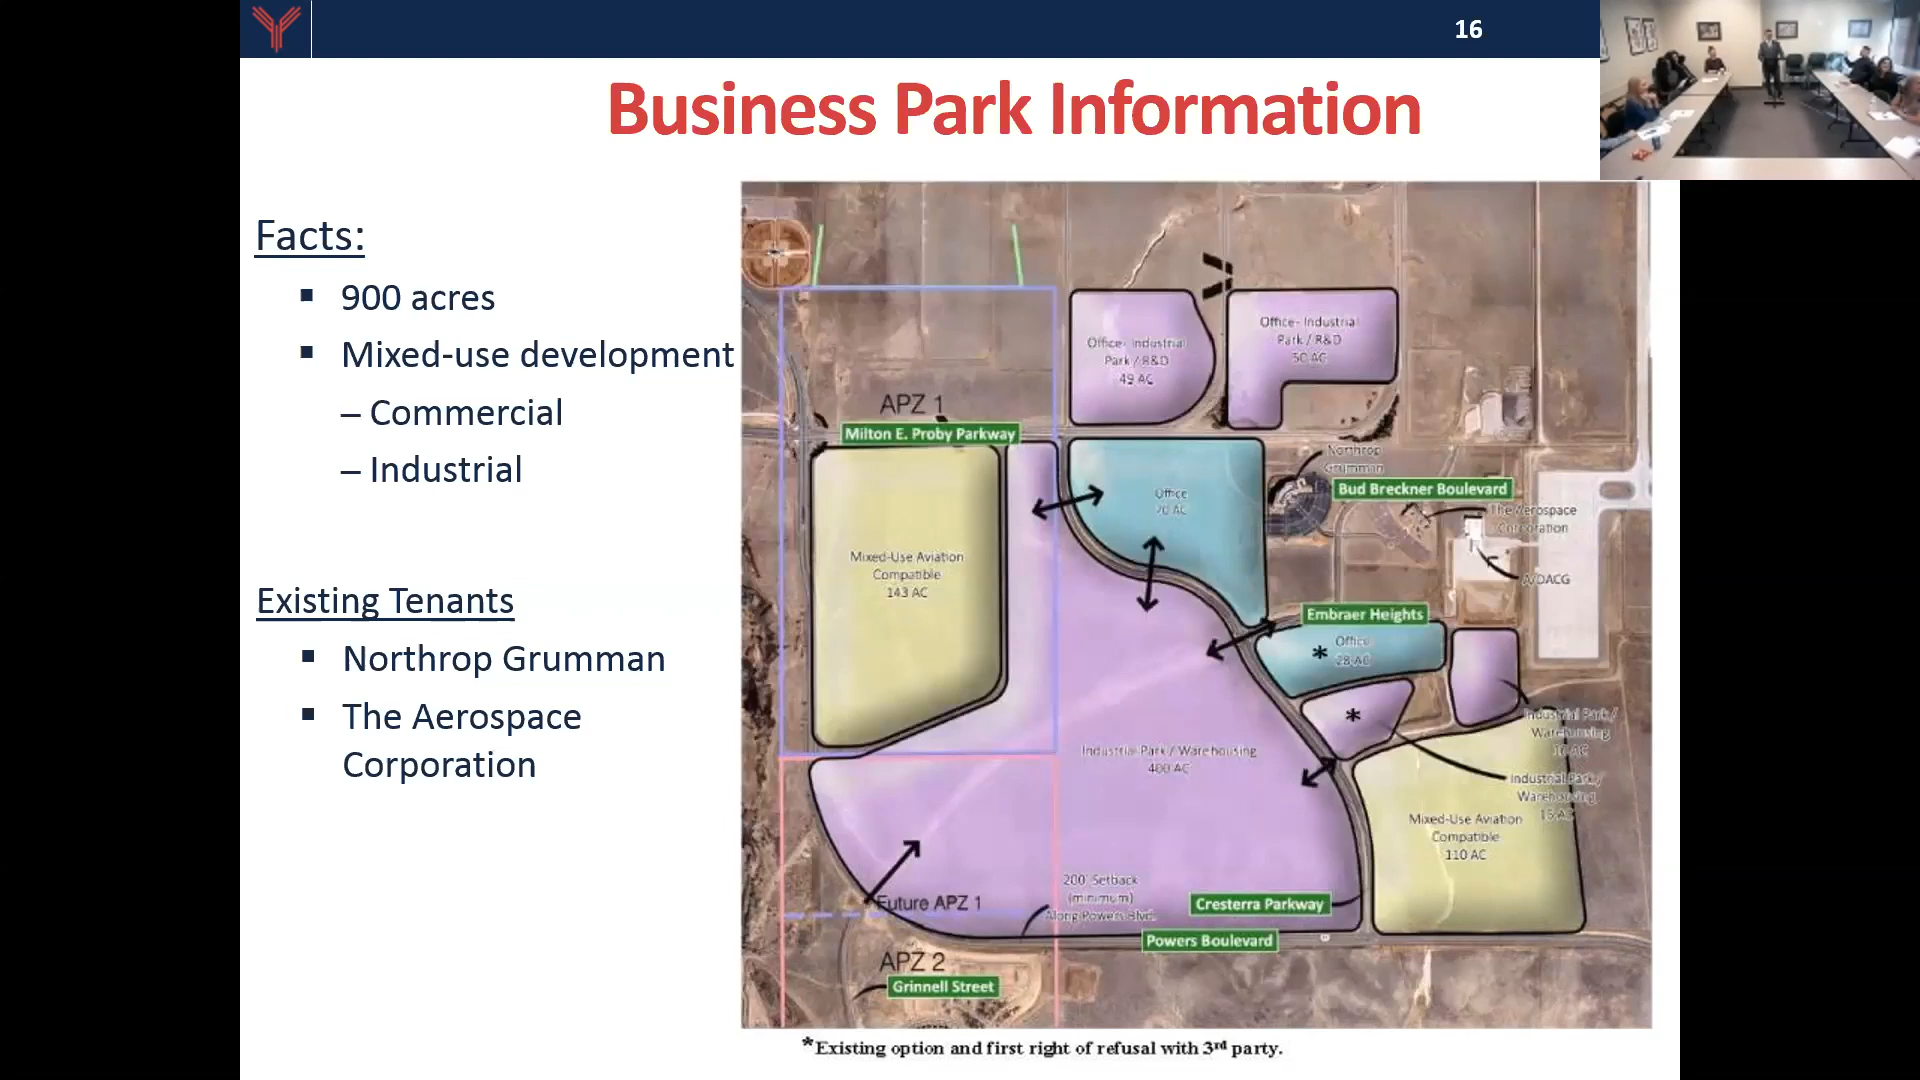 16
Business Park Information
Facts:
900 acres
Mixed-use development
– Commercial
– Industrial
Existing Tenants
Northrop Grumman
The Aerospace
Corporation
Office- Industrial
Park / R&D
49 AC
Office- Industrial
Park / R&D
50 AC
APZ 1
Milton E. Proby Parkway
Northrop
Grumman
Bud Breckner Boulevard
The Aerospace
Corporation
Office
70 AC
A/DACG
Mixed-Use Aviation
Compatible
143 AC
Embraer Heights
* Office
28 AC
*
Industrial Park /
Warehousing
Industrial Park /
Warehousing
15 AC
Industrial Park / Warehousing
400 AC
Mixed-Use Aviation
Compatible
110 AC
200' Setback
(minimum)
Along Powers Blvd.
Future APZ 1
Cresterra Parkway
Powers Boulevard
APZ 2
Grinnell Street
*Existing option and first right of refusal with 3rd party.